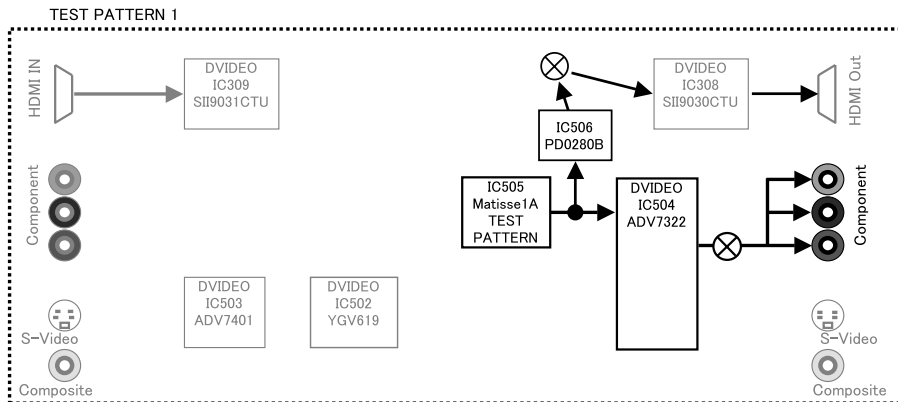 TEST PATTERN 1
HDMI IN
DVIDEO
IC309
SII9031CTU
DVIDEO
IC308
SII9030CTU
HDMI Out
IC506
PD0280B
Component
IC505
Matisse1A
TEST
PATTERN
DVIDEO
IC504
ADV7322
Component
DVIDEO
IC503
ADV7401
DVIDEO
IC502
YGV619
S-Video
S-Video
Composite
Composite